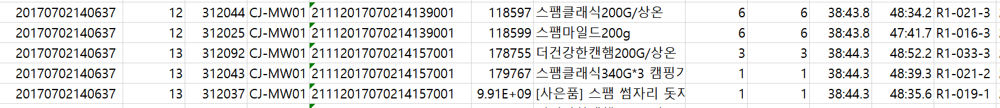 20170702140637 12 312044 CJ-MW01 21112017070214139001 118597 스팸클래식200G/상온 6 6 38:43.8 48:34.2 R1-021-3
20170702140637 12 312025 CJ-MW01 21112017070214139001 118599 스팸마일드200g 6 6 38:43.8 47:41.7 R1-016-3
20170702140637 13 312092 CJ-MW01 21112017070214157001 178755 더건강한캔햄200G/상온 3 3 38:44.3 48:52.2 R1-033-3
20170702140637 13 312043 CJ-MW01 21112017070214157001 179767 스팸클래식340G*3 1 1 38:44.3 48:39.3 R1-021-2
20170702140637 13 312037 CJ-MW01 21112017070214157001 9.91E+09 [사은품] 스팸 썸자리 1 1 38:44.3 48:35.6 R1-019-1